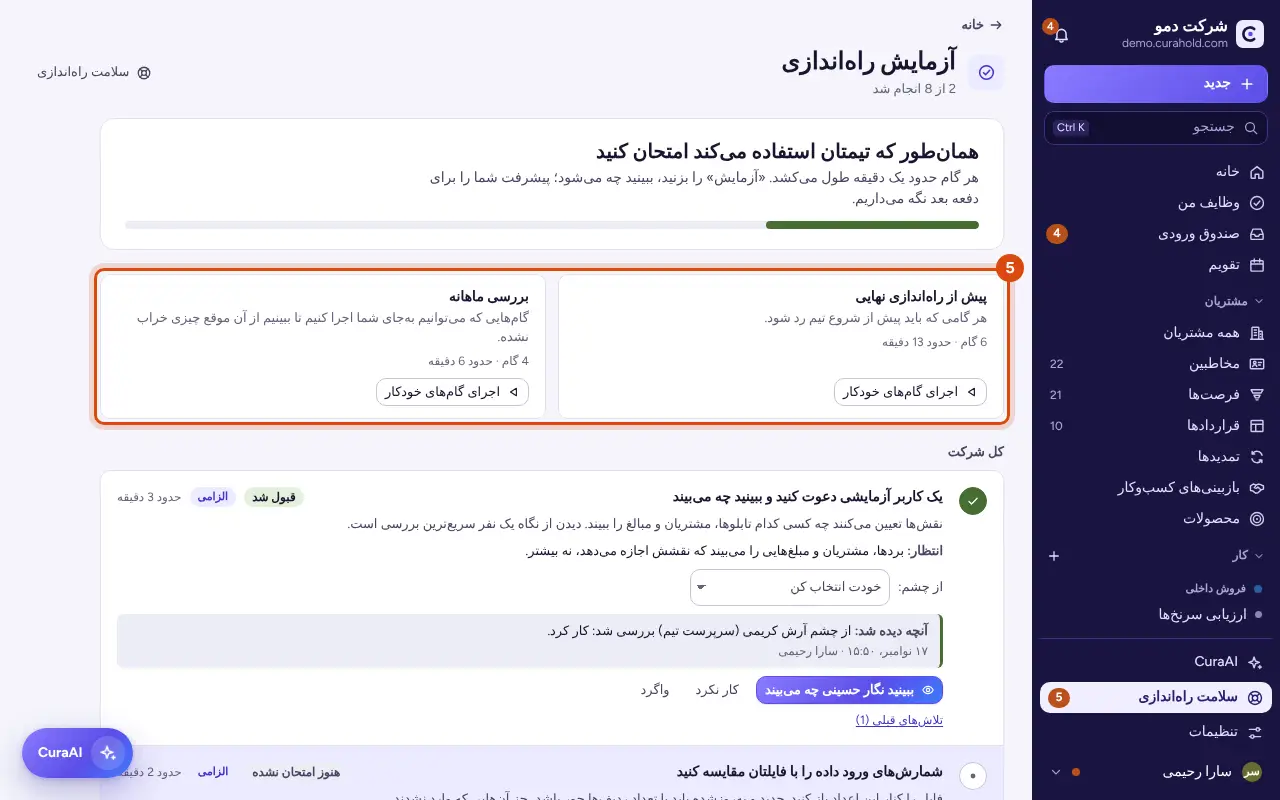 شرکت دمو
demo.curahold.com
4
جدید
جستجو
Ctrl K
خانه
وظایف من
صندوق ورودی
4
تقویم
مشتریان
همه مشتریان
مخاطبین
22
فرصت‌ها
21
قراردادها
10
تمدیدها
بازبینی‌های کسب‌وکار
محصولات
کار
فروش داخلی
ارزیابی سرنخ‌ها
CuraAI
سلامت راه‌اندازی
5
تنظیمات
سارا رحیمی
سر
خانه
آزمایش راه‌اندازی
2 از 8 انجام شد
سلامت راه‌اندازی
همان‌طور که تیمتان استفاده می‌کند امتحان کنید
هر گام حدود یک دقیقه طول می‌کشد. «آزمایش» را بزنید، ببینید چه می‌شود؛ پیشرفت شما را برای
دفعه بعد نگه می‌داریم.
5
پیش از راه‌اندازی نهایی
هر گامی که باید پیش از شروع تیم رد شود.
6 گام · حدود 13 دقیقه
اجرای گام‌های خودکار
بررسی ماهانه
گام‌هایی که می‌توانیم به‌جای شما اجرا کنیم تا ببینیم از آن موقع چیزی خراب
نشده.
4 گام · حدود 6 دقیقه
اجرای گام‌های خودکار
کل شرکت
یک کاربر آزمایشی دعوت کنید و ببینید چه می‌بیند
قبول شد
الزامی
حدود 3 دقیقه
نقش‌ها تعیین می‌کنند چه کسی کدام تابلوها، مشتریان و مبالغ را ببیند. دیدن از نگاه یک نفر سریع‌ترین بررسی است.
انتظار: بردها، مشتریان و مبلغ‌هایی را می‌بیند که نقشش اجازه می‌دهد، نه بیشتر.
از چشم:
خودت انتخاب کن
آنچه دیده شد: از چشم آرش کریمی (سرپرست تیم) بررسی شد: کار کرد.
۱۷ نوامبر، ۱۵:۵۰ · سارا رحیمی
ببینید نگار حسینی چه می‌بیند
کار نکرد
واگرد
تلاش‌های قبلی (1)
شمارش‌های ورود داده را با فایلتان مقایسه کنید
هنوز امتحان نشده
الزامی
حدود 2 دقیقه
CuraAI